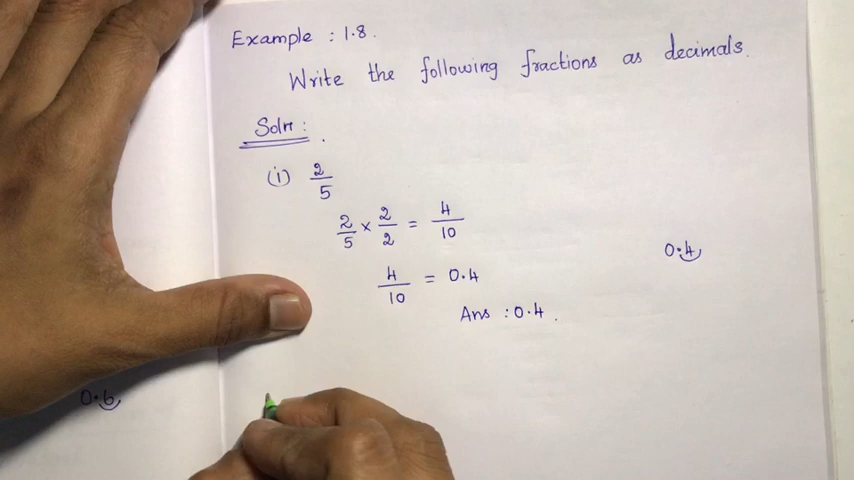 Example : 1.8.
Write the following fractions as decimals.
Soln :
(i) 2/5
2/5 × 2/2 = 4/10
0.4
4/10 = 0.4
Ans : 0.4.
0.6